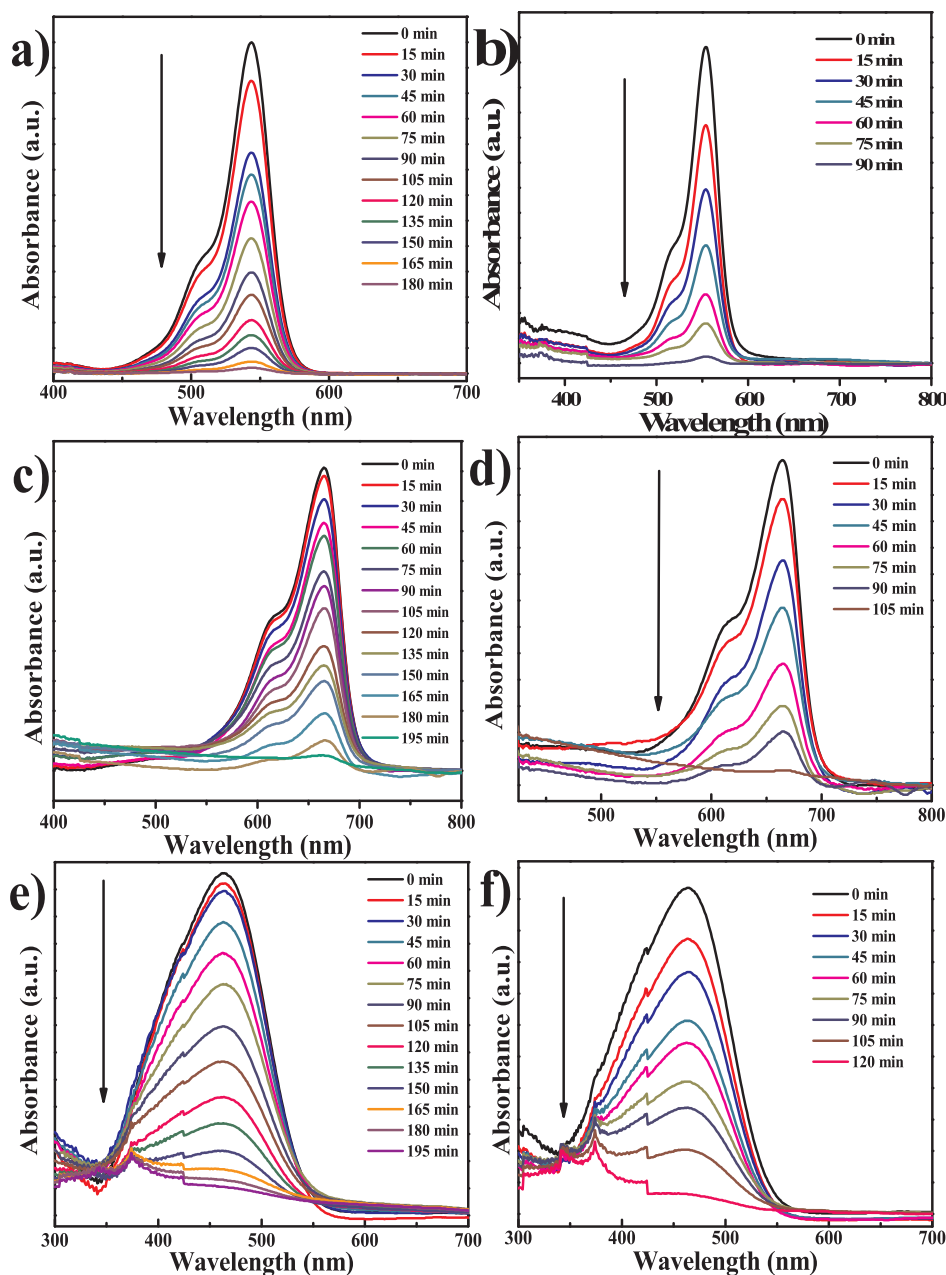 a)
0 min
15 min
30 min
45 min
60 min
75 min
90 min
105 min
120 min
135 min
150 min
165 min
180 min
Absorbance (a.u.)
400 500 600 700
Wavelength (nm)
b)
0 min
15 min
30 min
45 min
60 min
75 min
90 min
Absorbance (a.u.)
400 500 600 700 800
Wavelength (nm)
c)
0 min
15 min
30 min
45 min
60 min
75 min
90 min
105 min
120 min
135 min
150 min
165 min
180 min
195 min
Absorbance (a.u.)
400 500 600 700 800
Wavelength (nm)
d)
0 min
15 min
30 min
45 min
60 min
75 min
90 min
105 min
Absorbance (a.u.)
500 600 700 800
Wavelength (nm)
e)
0 min
15 min
30 min
45 min
60 min
75 min
90 min
105 min
120 min
135 min
150 min
165 min
180 min
195 min
Absorbance (a.u.)
300 400 500 600 700
Wavelength (nm)
f)
0 min
15 min
30 min
45 min
60 min
75 min
90 min
105 min
120 min
Absorbance (a.u.)
300 400 500 600 700
Wavelength (nm)